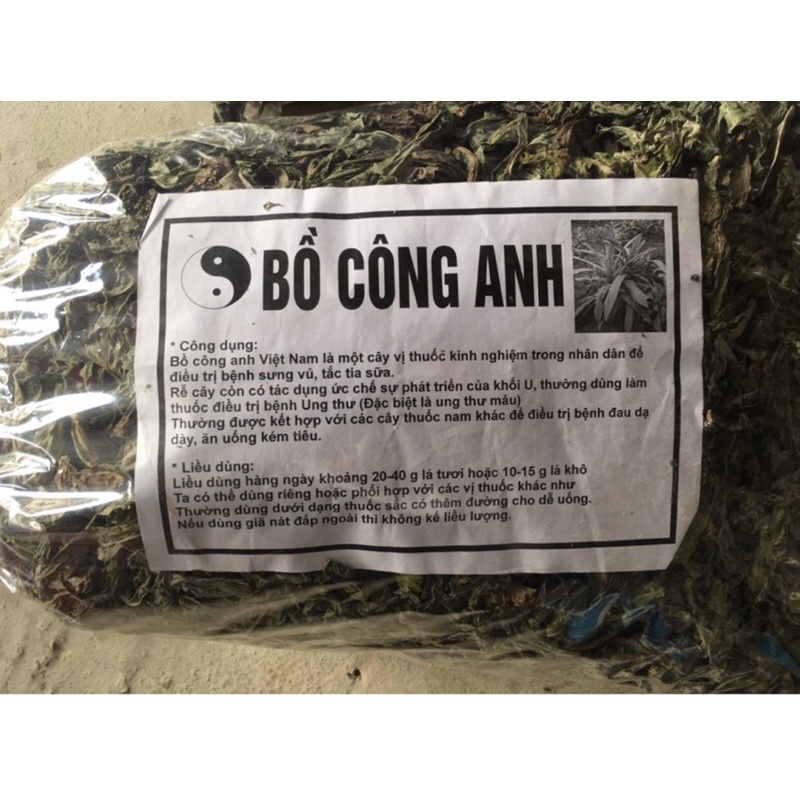 BỒ CÔNG ANH
* Công dụng:
Bồ công anh Việt Nam là một cây vị thuốc kinh nghiệm trong nhân dân để
điều trị bệnh sưng vú, tắc tia sữa.
Rễ cây còn có tác dụng ức chế sự phát triển của khối U, thường dùng làm
thuốc điều trị bệnh Ung thư (Đặc biệt là ung thư máu)
Thường được kết hợp với các cây thuốc nam khác để điều trị bệnh đau dạ
dày, ăn uống kém tiêu.
* Liều dùng:
Liều dùng hàng ngày khoảng 20-40 g lá tươi hoặc 10-15 g lá khô
Ta có thể dùng riêng hoặc phối hợp với các vị thuốc khác như
Thường dùng dưới dạng thuốc sắc có thêm đường cho dễ uống.
Nếu dùng giã nát đắp ngoài thì không kể liều lượng.